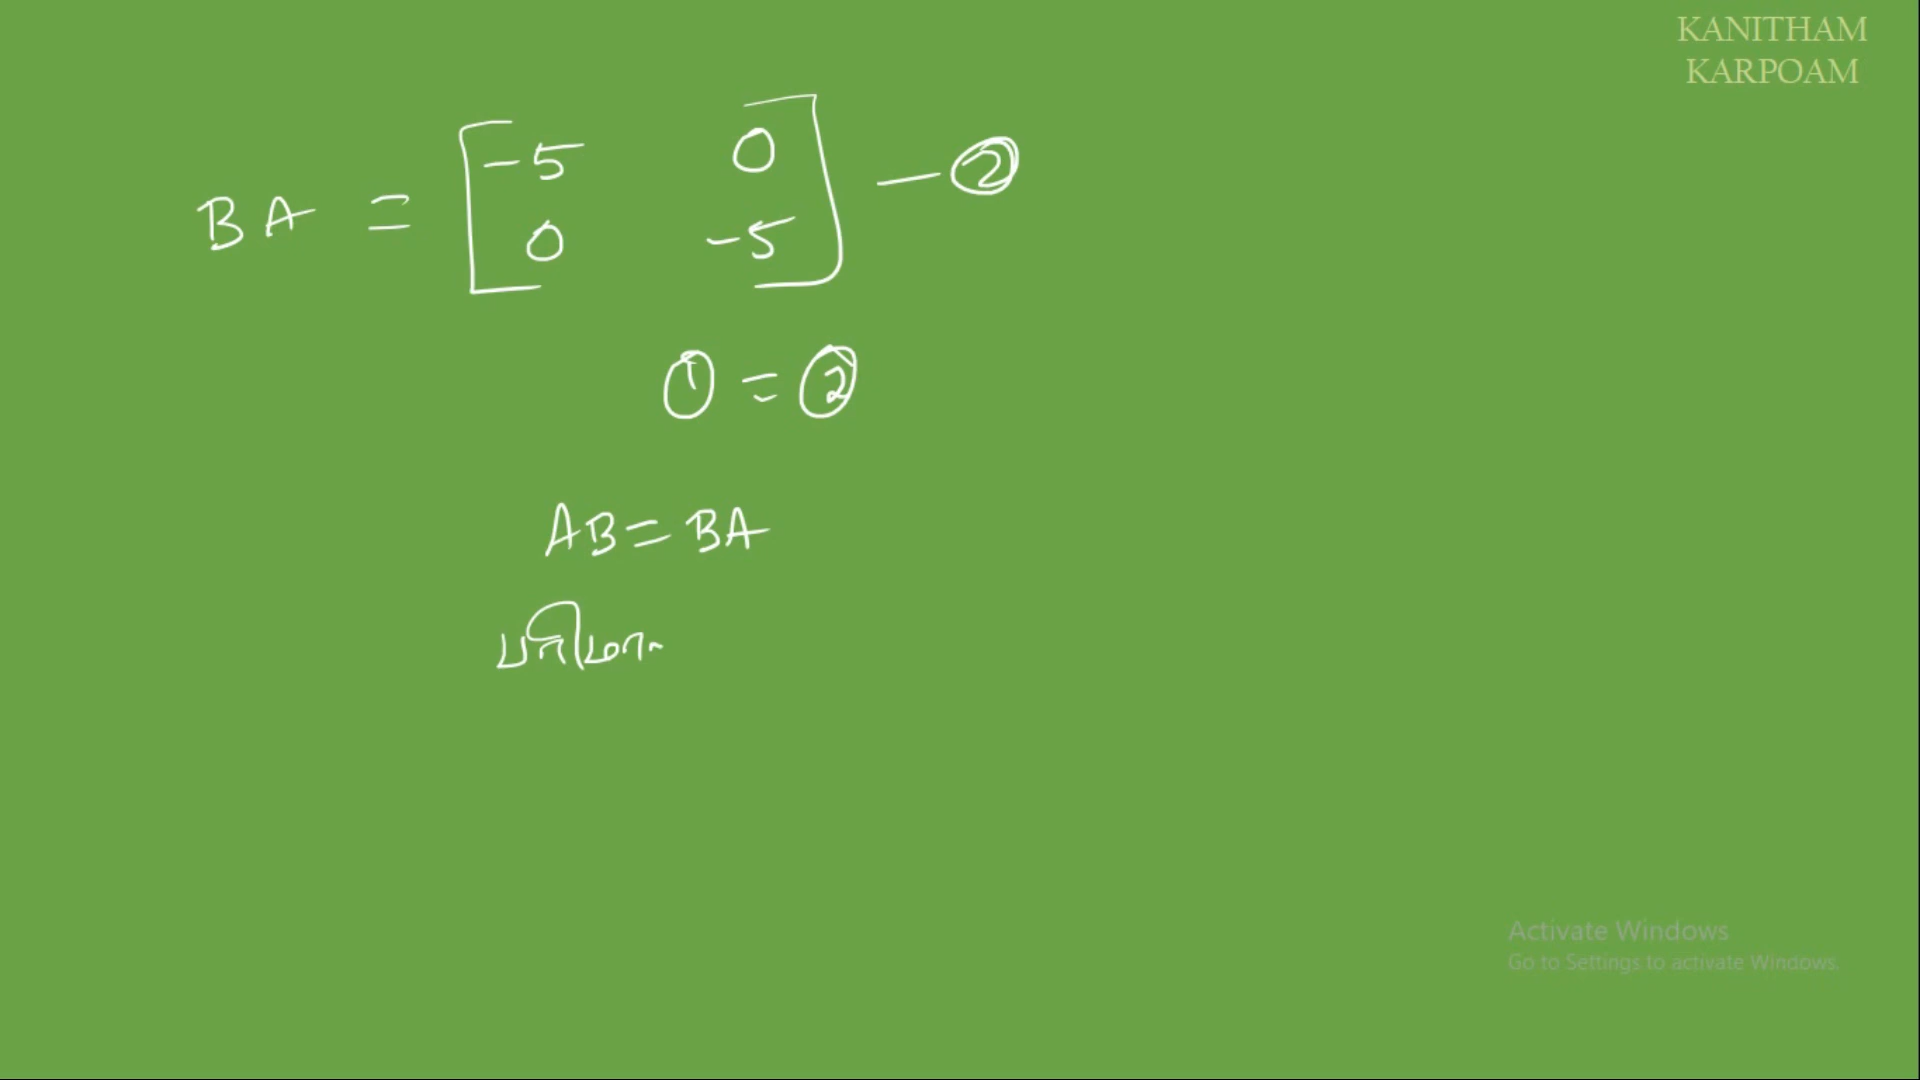 KANITHAM
KARPOAM
BA = [ -5 0
0 -5 ] — ②
① = ②
AB = BA
Activate Windows
Go to Settings to activate Windows.